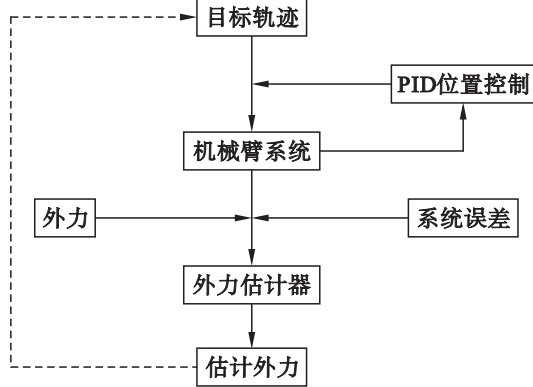 目标轨迹
PID位置控制
机械臂系统
外力
系统误差
外力估计器
估计外力